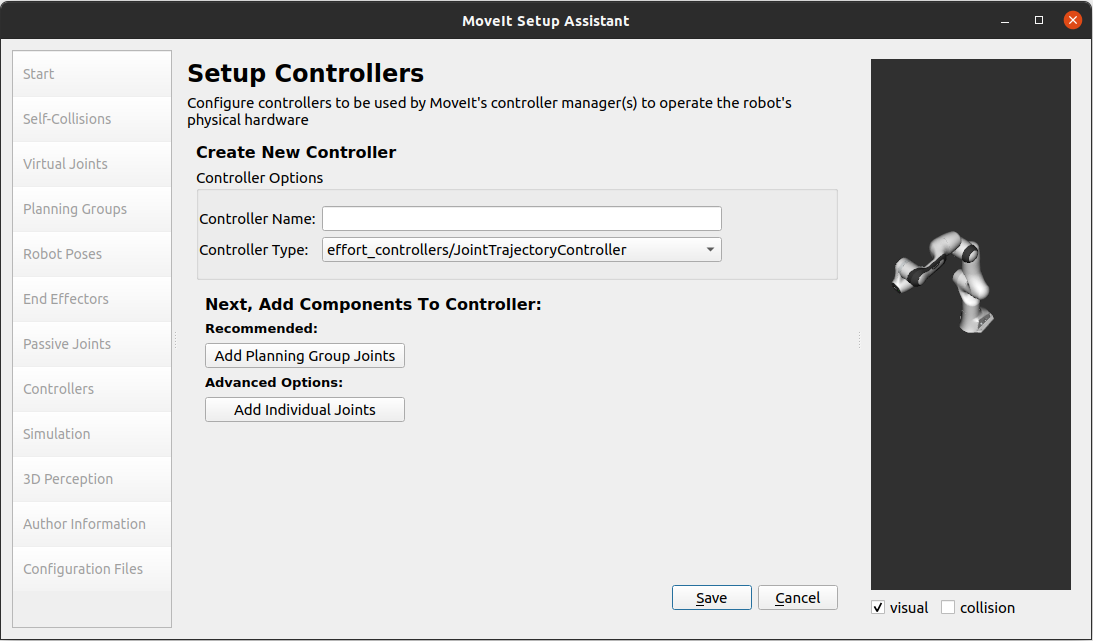 MoveIt Setup Assistant
Start
Self-Collisions
Virtual Joints
Planning Groups
Robot Poses
End Effectors
Passive Joints
Controllers
Simulation
3D Perception
Author Information
Configuration Files
Setup Controllers
Configure controllers to be used by MoveIt's controller manager(s) to operate the robot's
physical hardware
Create New Controller
Controller Options
Controller Name:
Controller Type: effort_controllers/JointTrajectoryController
Next, Add Components To Controller:
Recommended:
Add Planning Group Joints
Advanced Options:
Add Individual Joints
Save Cancel
visual collision